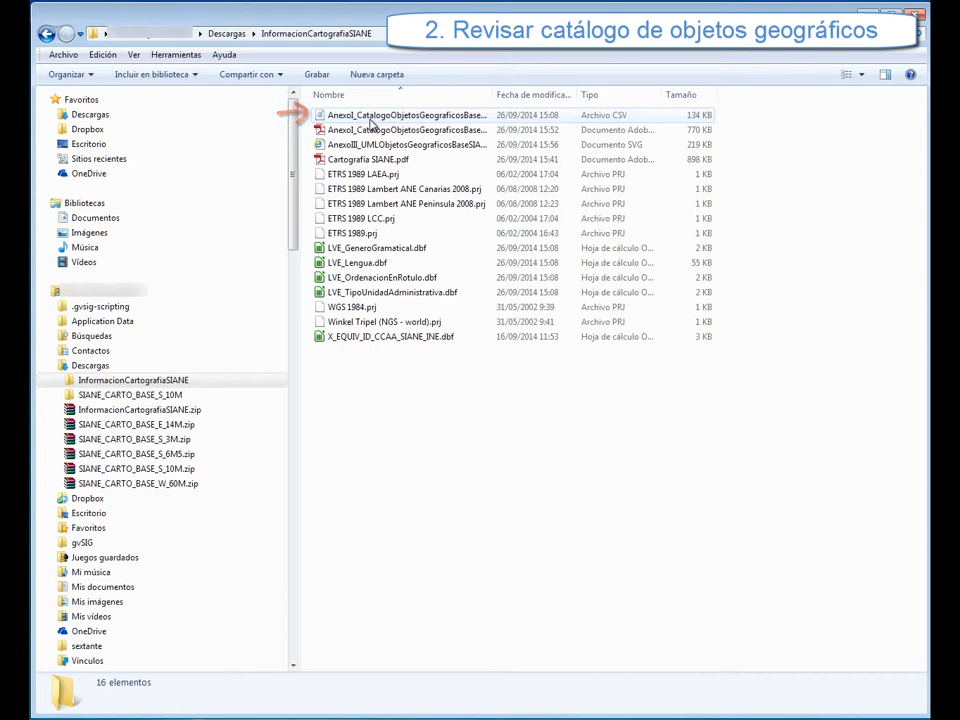 2. Revisar catálogo de objetos geográficos
Descargas
InformacionCartografiaSIANE
Archivo Edición Ver Herramientas Ayuda
Organizar Incluir en biblioteca Compartir con Grabar Nueva carpeta
Nombre Fecha de modifica... Tipo Tamaño
AnexoI_CatalogoObjetosGeograficosBase... 26/09/2014 15:08 Archivo CSV 134 KB
AnexoI_CatalogoObjetosGeograficosBase... 26/09/2014 15:52 Documento Adob... 770 KB
AnexoIII_UMLObjetosGeograficosBaseSIA... 26/09/2014 15:56 Documento SVG 219 KB
Cartografía SIANE.pdf 26/09/2014 15:41 Documento Adob... 898 KB
ETRS 1989 LAEA.prj 06/02/2004 17:04 Archivo PRJ 1 KB
ETRS 1989 Lambert ANE Canarias 2008.prj 06/08/2008 12:20 Archivo PRJ 1 KB
ETRS 1989 Lambert ANE Peninsula 2008.prj 06/08/2008 12:23 Archivo PRJ 1 KB
ETRS 1989 LCC.prj 06/02/2004 17:04 Archivo PRJ 1 KB
ETRS 1989.prj 06/02/2004 16:43 Archivo PRJ 1 KB
LVE_GeneroGramatical.dbf 26/09/2014 15:08 Hoja de cálculo O... 2 KB
LVE_Lengua.dbf 26/09/2014 15:08 Hoja de cálculo O... 55 KB
LVE_OrdenacionEnRotulo.dbf 26/09/2014 15:08 Hoja de cálculo O... 2 KB
LVE_TipoUnidadAdministrativa.dbf 26/09/2014 15:08 Hoja de cálculo O... 2 KB
WGS 1984.prj 31/05/2002 9:39 Archivo PRJ 1 KB
Winkel Tripel (NGS - world).prj 31/05/2002 9:41 Archivo PRJ 1 KB
X_EQUIV_ID_CCAA_SIANE_INE.dbf 16/09/2014 11:53 Hoja de cálculo O... 3 KB
Favoritos
Descargas
Dropbox
Escritorio
Sitios recientes
OneDrive
Bibliotecas
Documentos
Imágenes
Música
Vídeos
.gvsig-scripting
Application Data
Búsquedas
Contactos
Descargas
InformacionCartografiaSIANE
SIANE_CARTO_BASE_S_10M
InformacionCartografiaSIANE.zip
SIANE_CARTO_BASE_E_14M.zip
SIANE_CARTO_BASE_S_3M.zip
SIANE_CARTO_BASE_S_6M5.zip
SIANE_CARTO_BASE_S_10M.zip
SIANE_CARTO_BASE_W_60M.zip
Dropbox
Escritorio
Favoritos
gvSIG
Juegos guardados
Mi música
Mis documentos
Mis imágenes
Mis vídeos
OneDrive
sextante
Vínculos
16 elementos